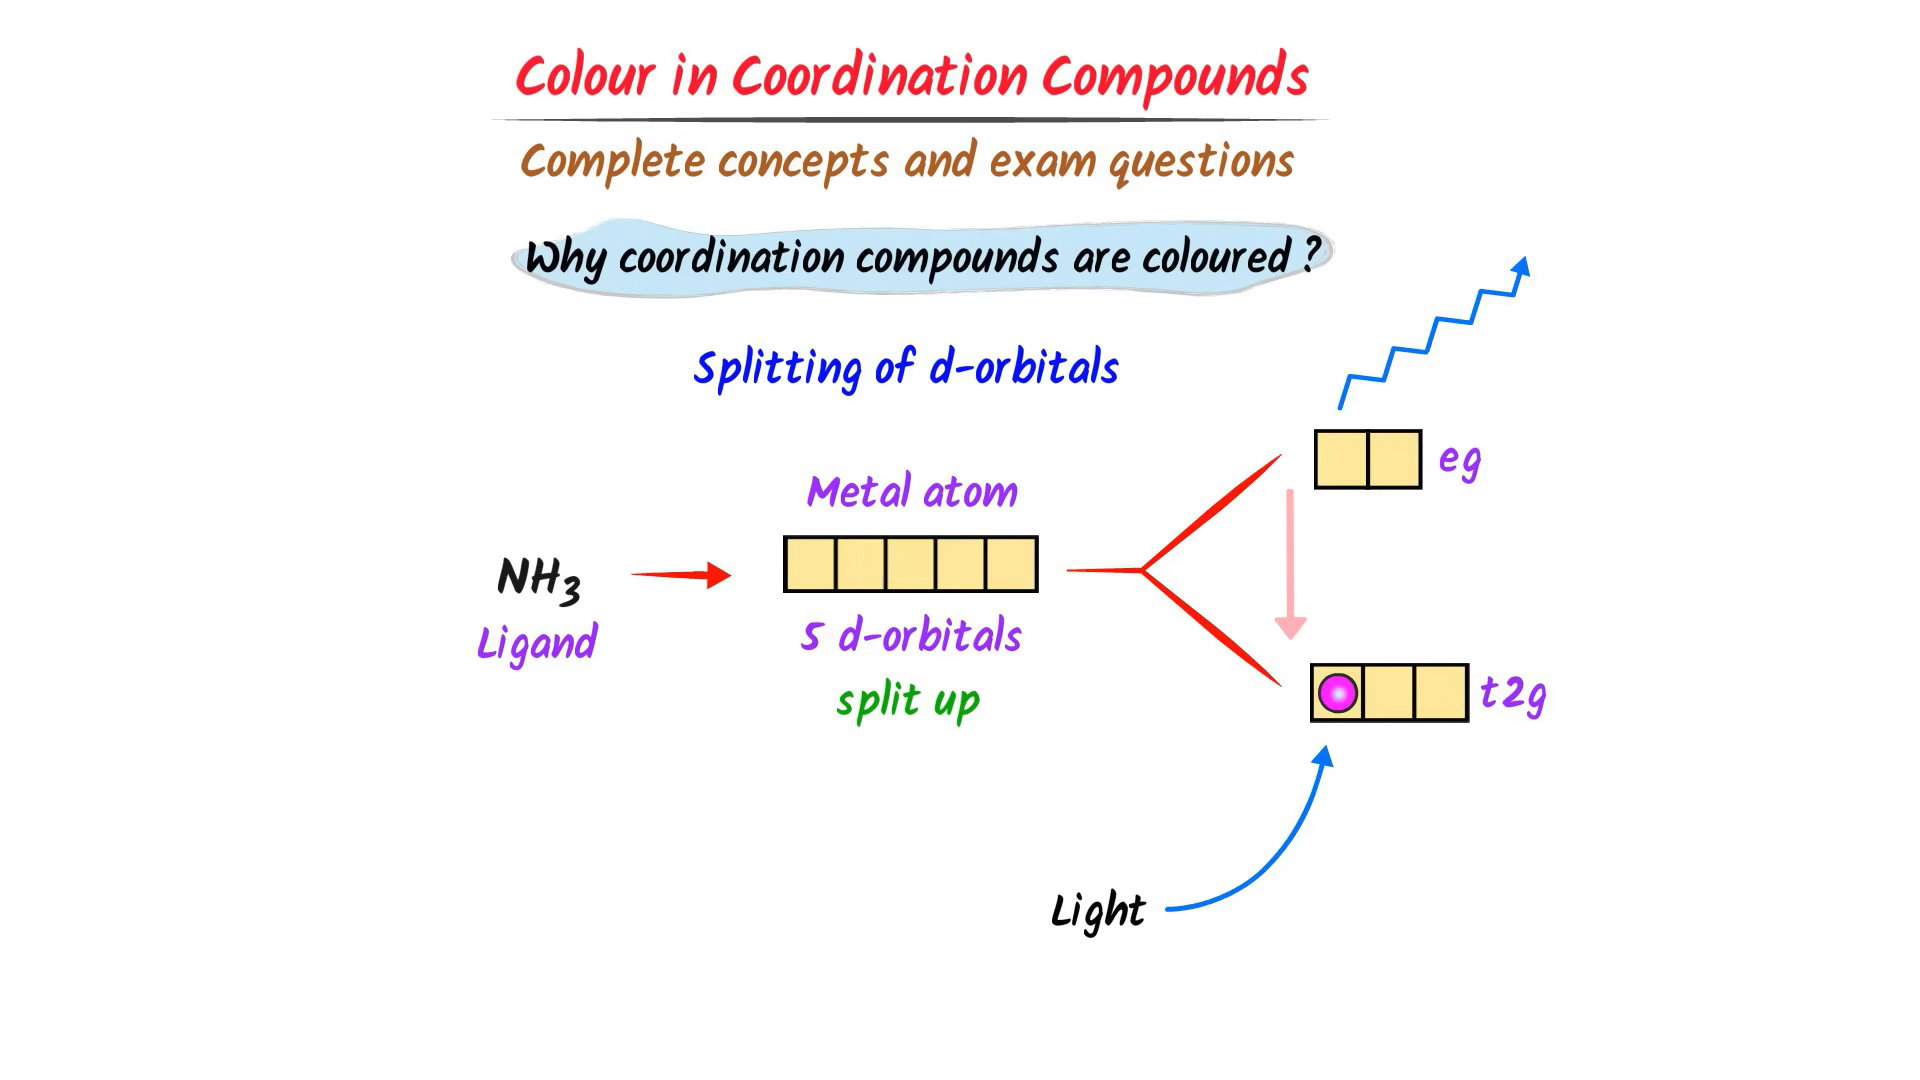 Colour in Coordination Compounds
Complete concepts and exam questions
Why coordination compounds are coloured ?
Splitting of d-orbitals
eg
Metal atom
NH₃
Ligand
5 d-orbitals
split up
t2g
Light